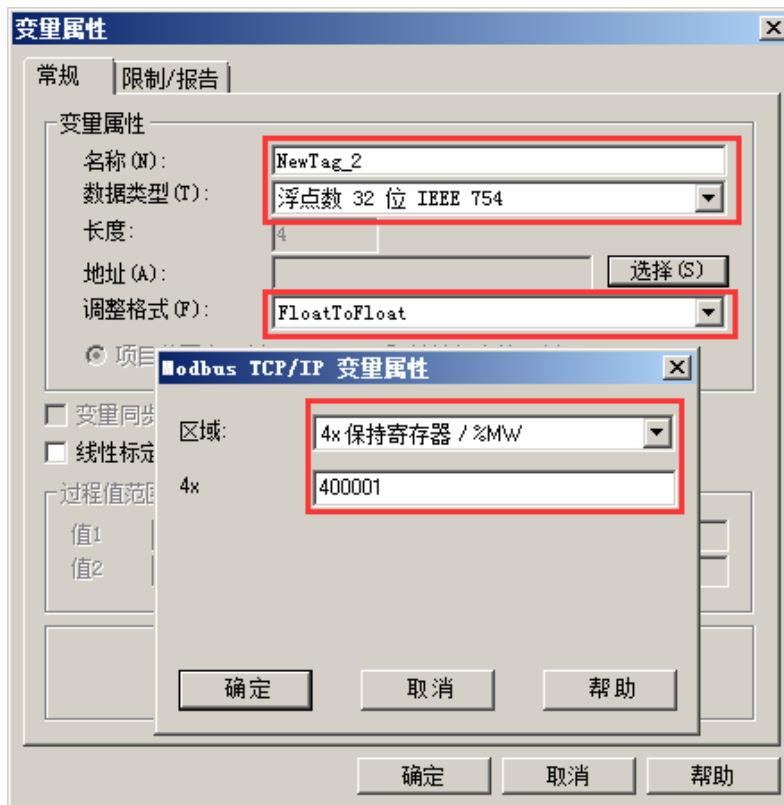 变量属性
常规 限制/报告
变量属性
名称(N): NewTag_2
数据类型(T): 浮点数 32 位 IEEE 754
长度: 4
地址(A): 选择(S)
调整格式(F): FloatToFloat
项目
Modbus TCP/IP 变量属性
变量同步
区域: 4x 保持寄存器 / %MW
线性标定
4x 400001
过程值范围
值1
值2
确定 取消 帮助
确定 取消 帮助